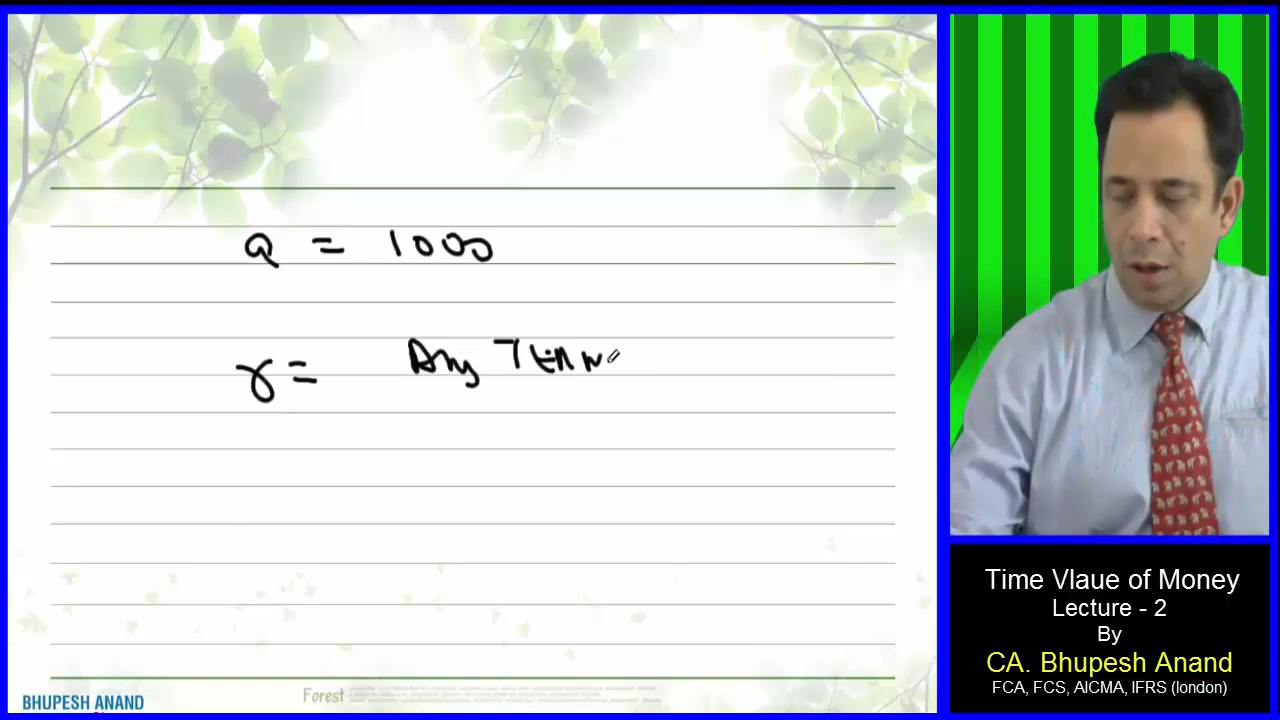 a = 1000
r = Any Term
BHUPESH ANAND
Forest
Time Vlaue of Money
Lecture - 2
By
CA. Bhupesh Anand
FCA, FCS, AICMA, IFRS (london)